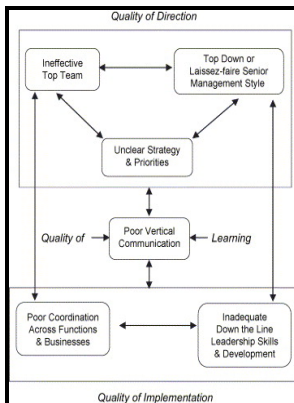 Quality of Direction
Ineffective
Top Team
Top Down or
Laissez-faire Senior
Management Style
Unclear Strategy
& Priorities
Quality of
Poor Vertical
Communication
Learning
Poor Coordination
Across Functions
& Businesses
Inadequate
Down the Line
Leadership Skills
& Development
Quality of Implementation